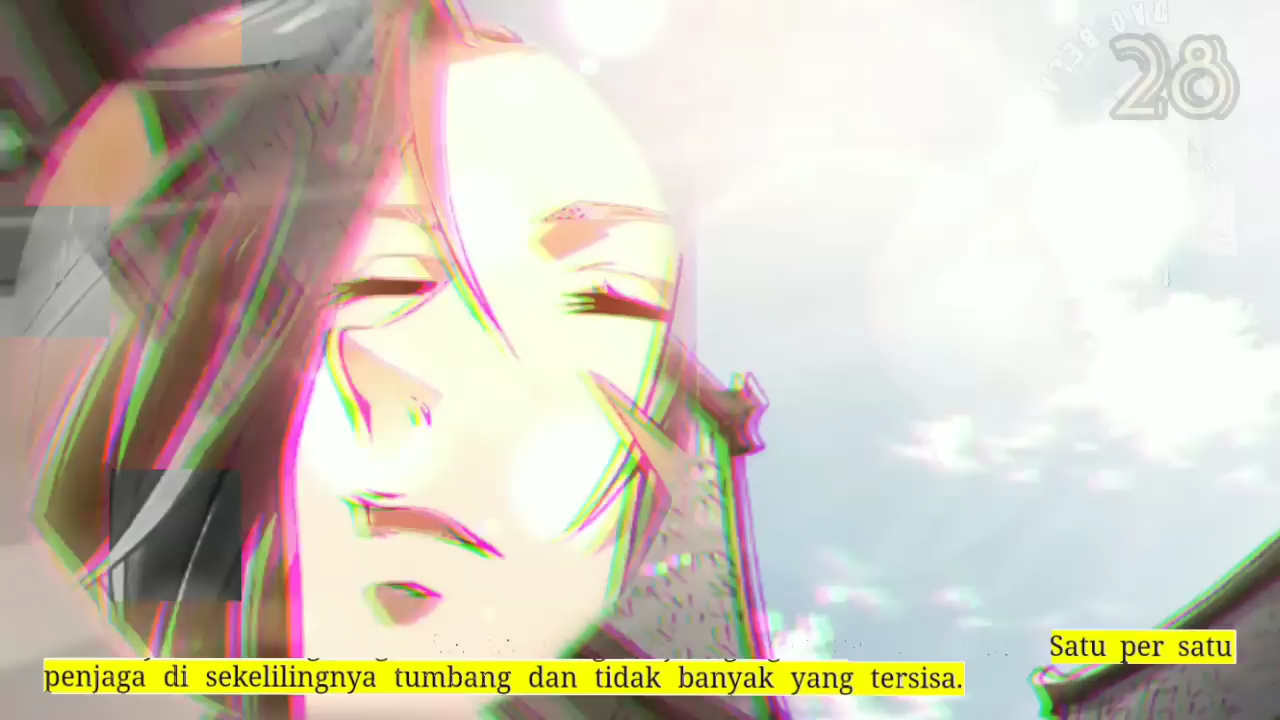 28
Satu per satu
penjaga di sekelilingnya tumbang dan tidak banyak yang tersisa.